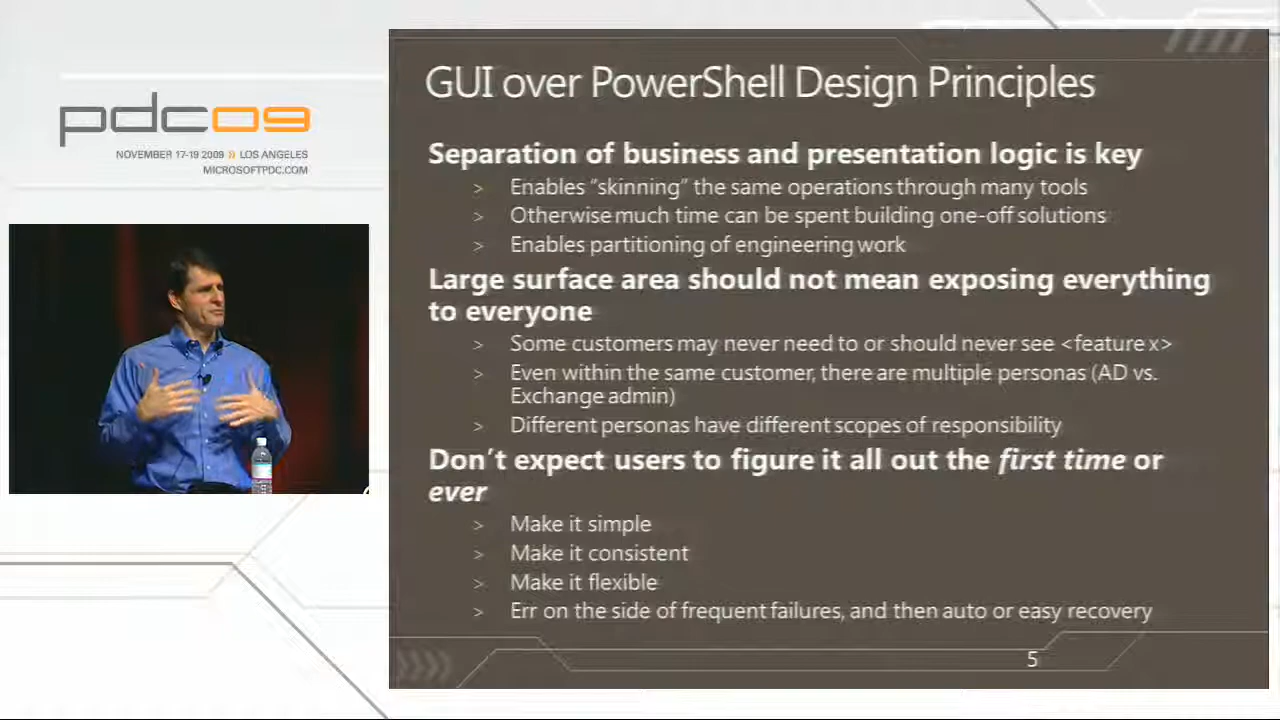 pdc09
NOVEMBER 17-19 2009 » LOS ANGELES
MICROSOFTPDC.COM
GUI over PowerShell Design Principles
Separation of business and presentation logic is key
> Enables “skinning” the same operations through many tools
> Otherwise much time can be spent building one-off solutions
> Enables partitioning of engineering work
Large surface area should not mean exposing everything
to everyone
> Some customers may never need to or should never see <feature x>
> Even within the same customer, there are multiple personas (AD vs.
Exchange admin)
> Different personas have different scopes of responsibility
Don’t expect users to figure it all out the first time or
ever
> Make it simple
> Make it consistent
> Make it flexible
> Err on the side of frequent failures, and then auto or easy recovery
5